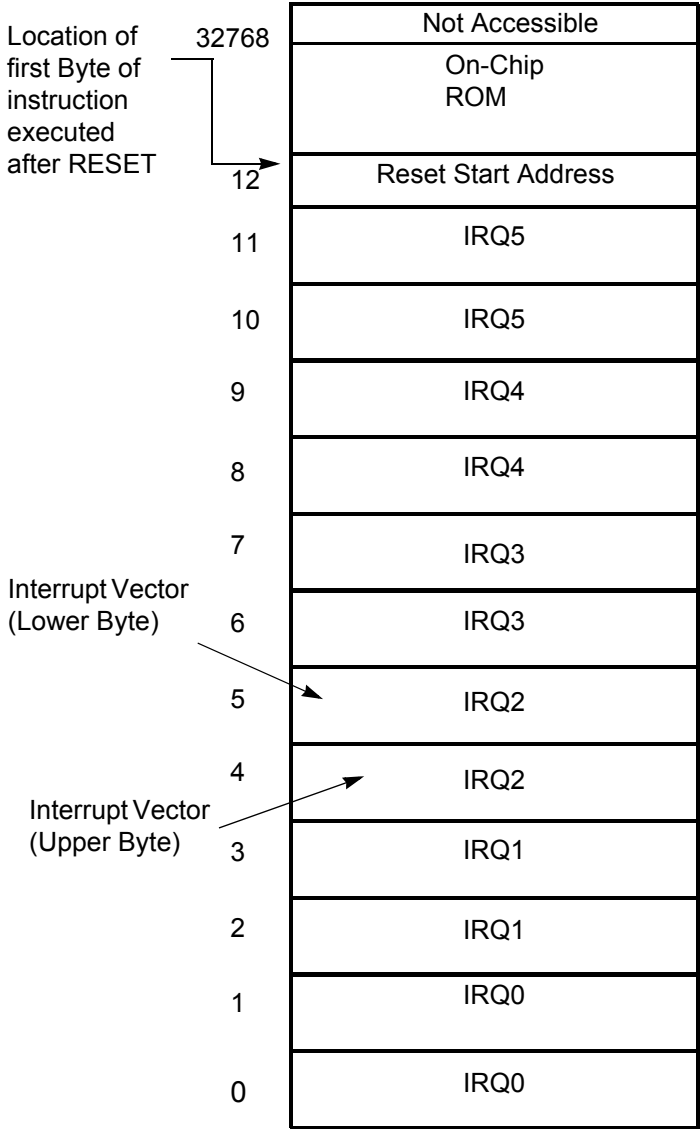 Not Accessible
Location of
first Byte of
instruction
executed
after RESET
32768
On-Chip
ROM
12
Reset Start Address
11
IRQ5
10
IRQ5
9
IRQ4
8
IRQ4
7
IRQ3
Interrupt Vector
(Lower Byte)
6
IRQ3
5
IRQ2
4
IRQ2
Interrupt Vector
(Upper Byte)
3
IRQ1
2
IRQ1
1
IRQ0
0
IRQ0